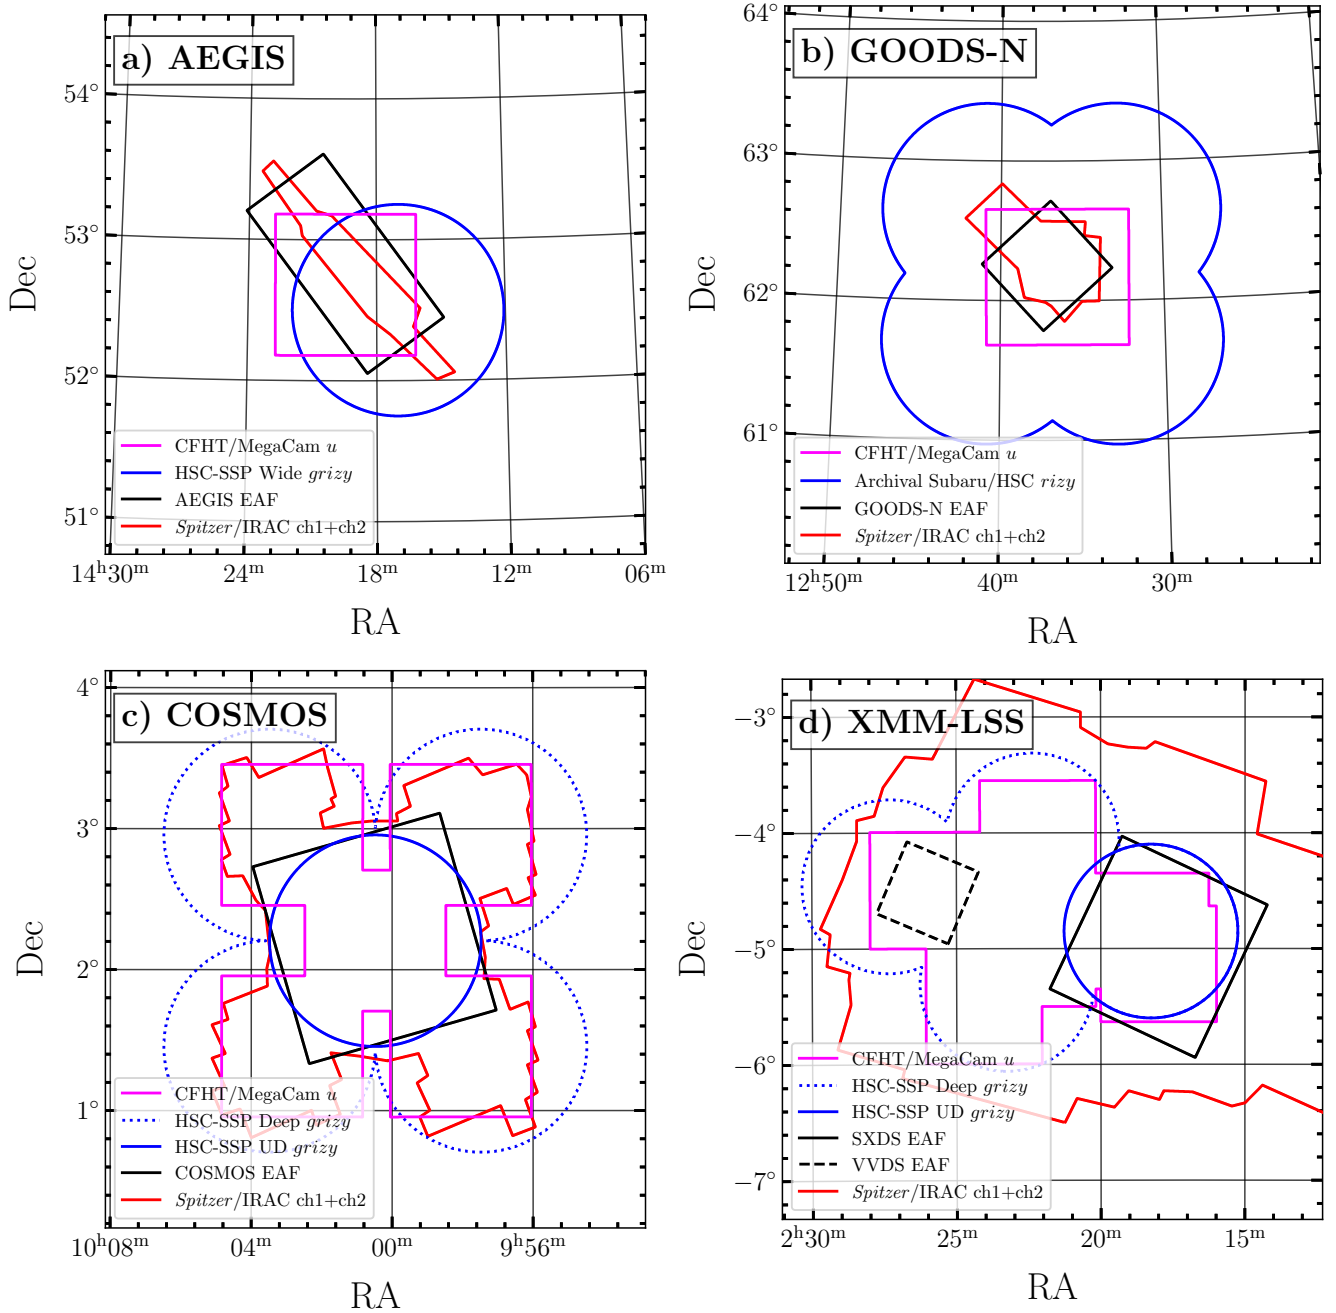 a) AEGIS
54°
53°
52°
51°
Dec
CFHT/MegaCam u
HSC-SSP Wide grizy
AEGIS EAF
Spitzer/IRAC ch1+ch2
14ʰ30ᵐ 24ᵐ 18ᵐ 12ᵐ 06ᵐ
RA
b) GOODS-N
64°
63°
62°
61°
Dec
CFHT/MegaCam u
Archival Subaru/HSC rizy
GOODS-N EAF
Spitzer/IRAC ch1+ch2
12ʰ50ᵐ 40ᵐ 30ᵐ
RA
c) COSMOS
4°
3°
2°
1°
Dec
CFHT/MegaCam u
HSC-SSP Deep grizy
HSC-SSP UD grizy
COSMOS EAF
Spitzer/IRAC ch1+ch2
10ʰ08ᵐ 04ᵐ 00ᵐ 9ʰ56ᵐ
RA
d) XMM-LSS
−3°
−4°
−5°
−6°
−7°
Dec
CFHT/MegaCam u
HSC-SSP Deep grizy
HSC-SSP UD grizy
SXDS EAF
VVDS EAF
Spitzer/IRAC ch1+ch2
2ʰ30ᵐ 25ᵐ 20ᵐ 15ᵐ
RA